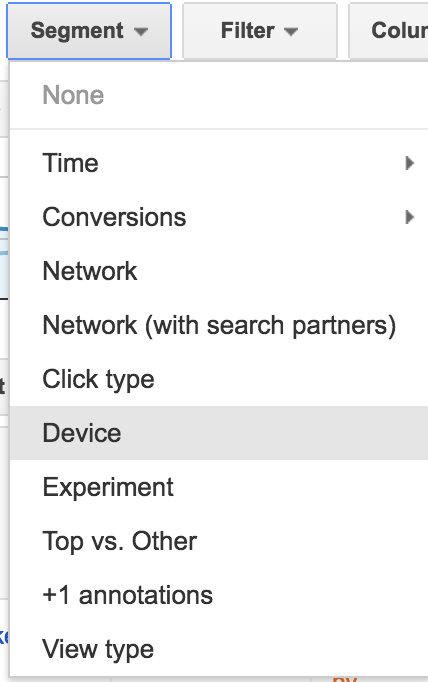 Segment Filter
None
Time
Conversions
Network
Network (with search partners)
Click type
Device
Experiment
Top vs. Other
+1 annotations
View type